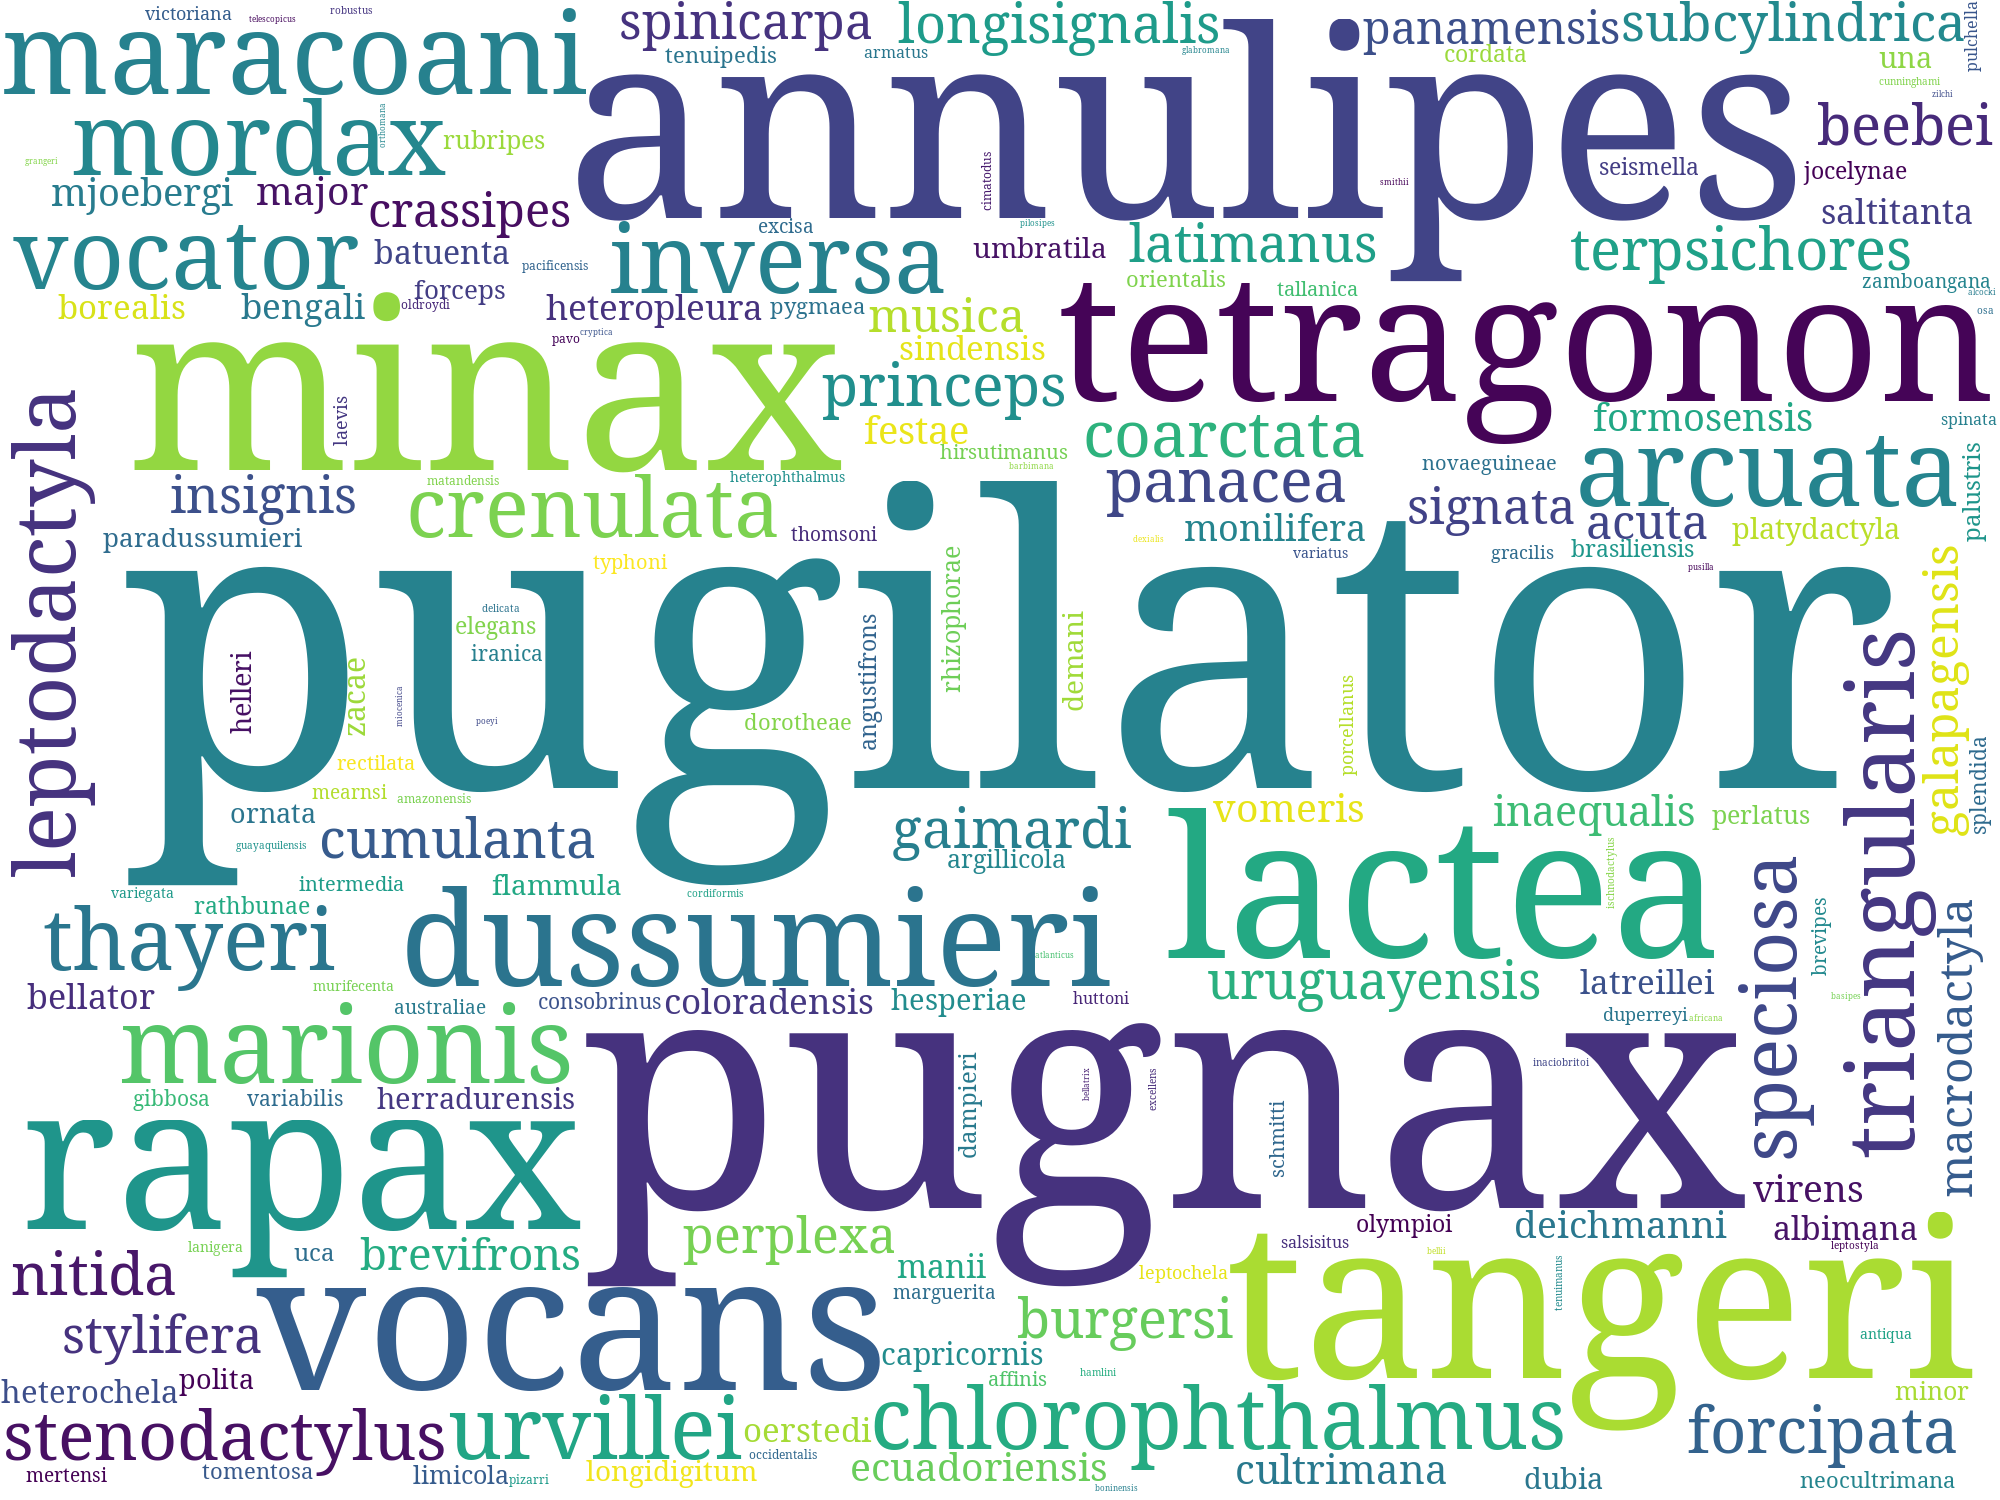 victoriana
telescopicus
robustus
spinicarpa
longisignalis
panamensis
subcylindrica
pulchella
maracoani
tenuipedis
armatus
glabromana
cordata
una
cunninghami
zilchi
annulipes
mordax
orthomana
rubripes
beebei
grangeri
cimatodus
smithii
seismella
jocelynae
mjoebergi
major
crassipes
saltitanta
vocator
batuenta
excisa
pilosipes
inversa
umbratila
latimanus
terpsichores
pacificensis
forceps
oldroydi
orientalis
tallanica
zamboangana
alcocki
osa
borealis
bengali
heteropleura
pygmaea
musica
tetragonon
pavo
cryptica
sindensis
minax
princeps
laevis
festae
coarctata
formosensis
spinata
leptodactyla
hirsutimanus
barbimana
insignis
matandensis
crenulata
heterophthalmus
panacea
novaeguineae
signata
arcuata
palustris
paradussumieri
thomsoni
monilifera
acuta
platydactyla
typhoni
dexialis
variatus
gracilis
brasiliensis
pusilla
pugilator
delicata
elegans
iranica
rhizophorae
angustifrons
demani
galapagensis
helleri
zacae
miocenica
poeyi
dorotheae
porcellanus
triangularis
splendida
rectilata
mearnsi
amazonensis
ornata
cumulanta
gaimardi
vomeris
inaequalis
perlatus
guayaquilensis
argillicola
lactea
ischnodactylus
variegata
intermedia
flammula
cordiformis
rathbunae
thayeri
dussumieri
atlanticus
speciosa
brevipes
macrodactyla
bellator
murifecenta
australiae
consobrinus
coloradensis
hesperiae
huttoni
uruguayensis
latreillei
basipes
duperreyi
africana
marionis
pugnax
inaciobritoi
gibbosa
variabilis
herradurensis
dampieri
bellatrix
excellens
schmitti
rapax
virens
olympioi
deichmanni
albimana
lanigera
uca
brevifrons
perplexa
salsisitus
bellii
leptostyla
nitida
manii
leptochela
tangeri
tenuimanus
vocans
marguerita
burgersi
stylifera
antiqua
capricornis
affinis
hamlini
heterochela
polita
minor
stenodactylus
urvillei
oerstedi
chlorophthalmus
forcipata
occidentalis
mertensi
tomentosa
limicola
pizarri
longidigitum
ecuadoriensis
boninensis
cultrimana
dubia
neocultrimana